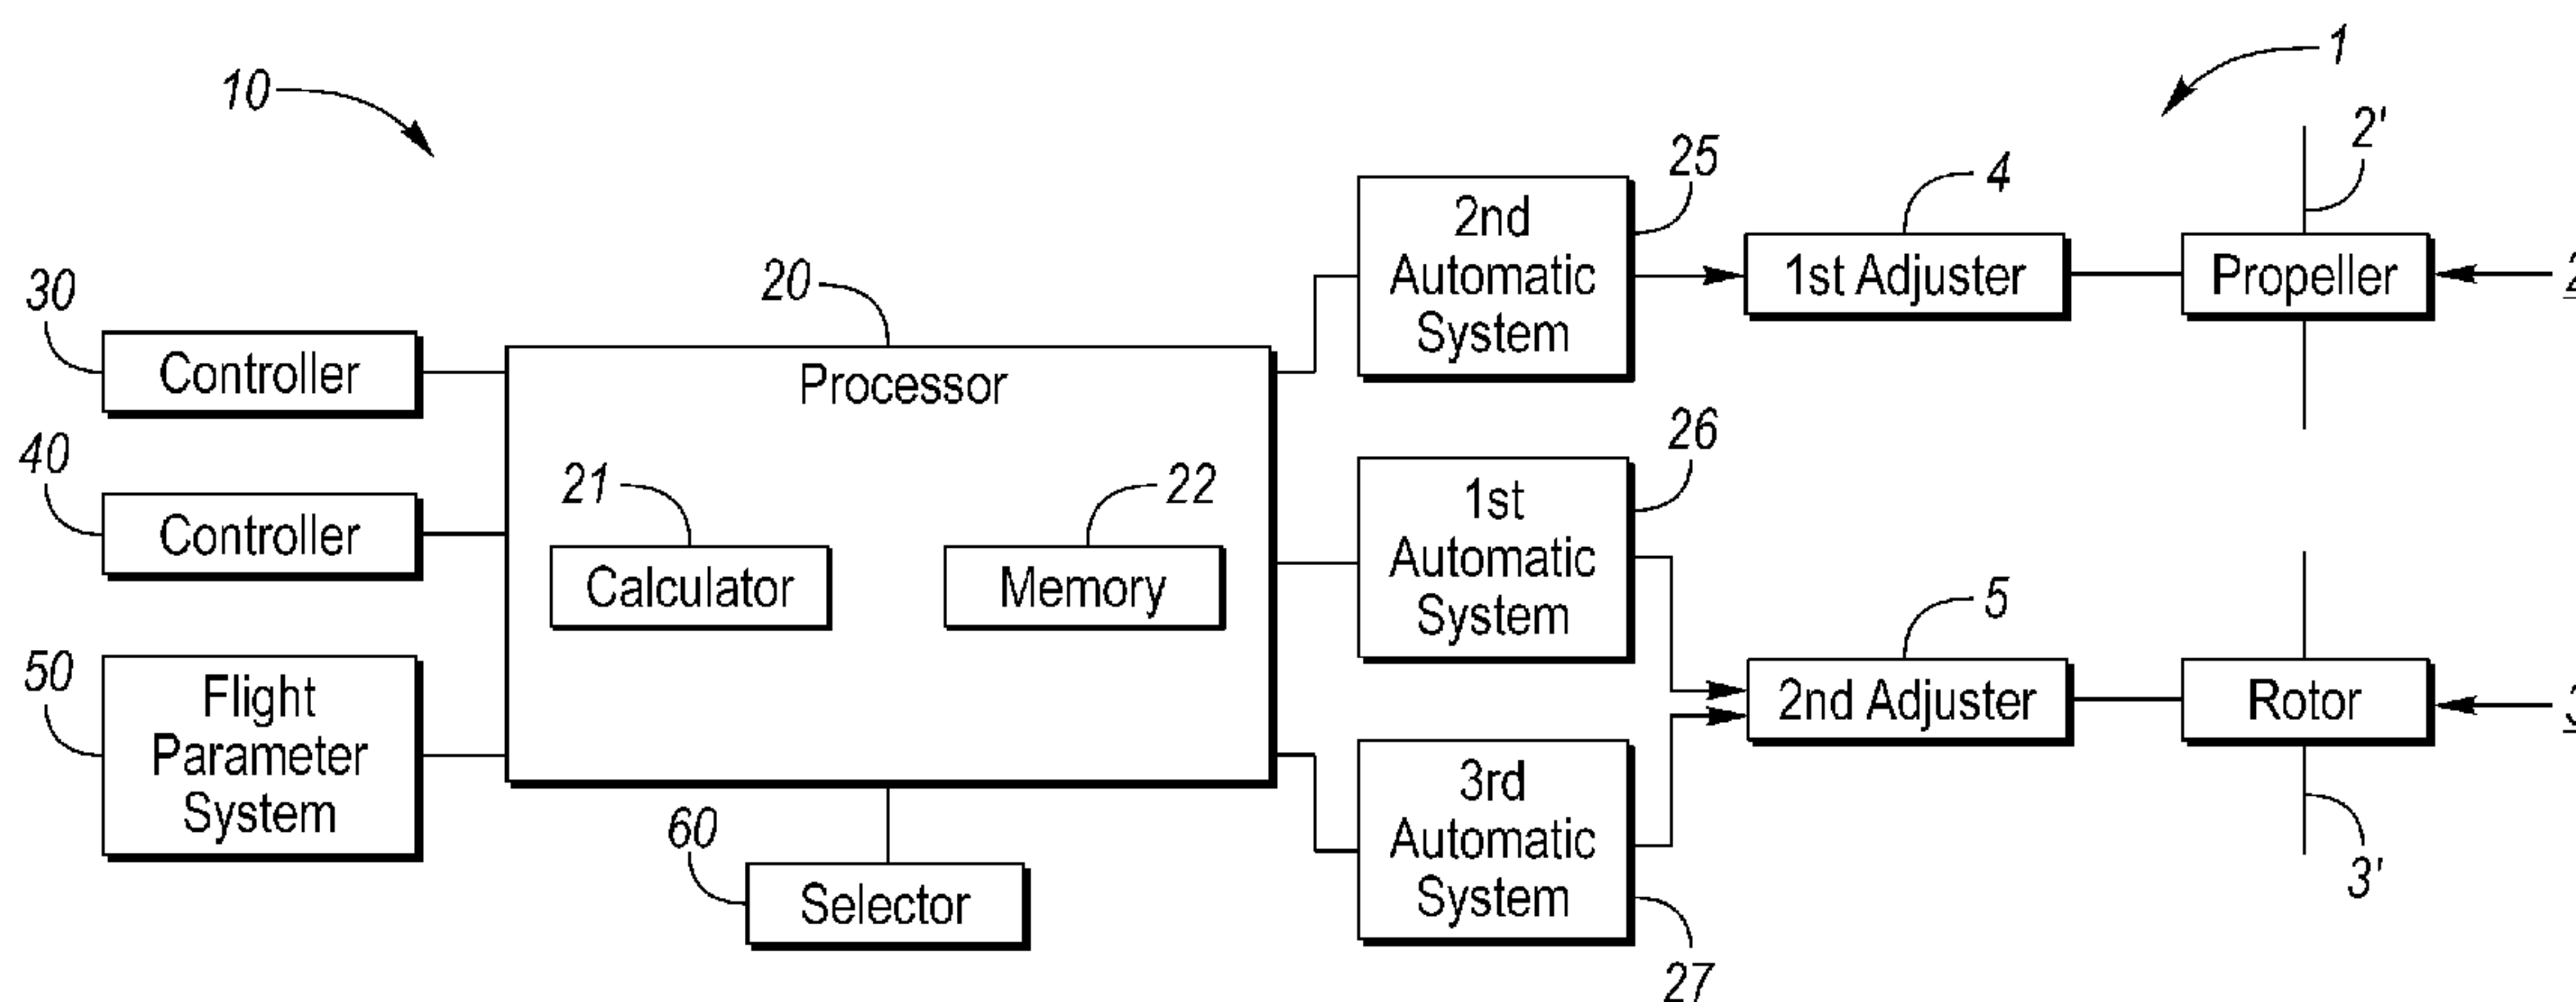 1
10
2'
25
4
2nd
Automatic
System
1st Adjuster
Propeller
2
30
20
Controller
Processor
40
21
22
26
Controller
Calculator
Memory
1st
Automatic
System
5
50
Flight
Parameter
System
2nd Adjuster
Rotor
3
60
Selector
3rd
Automatic
System
3'
27